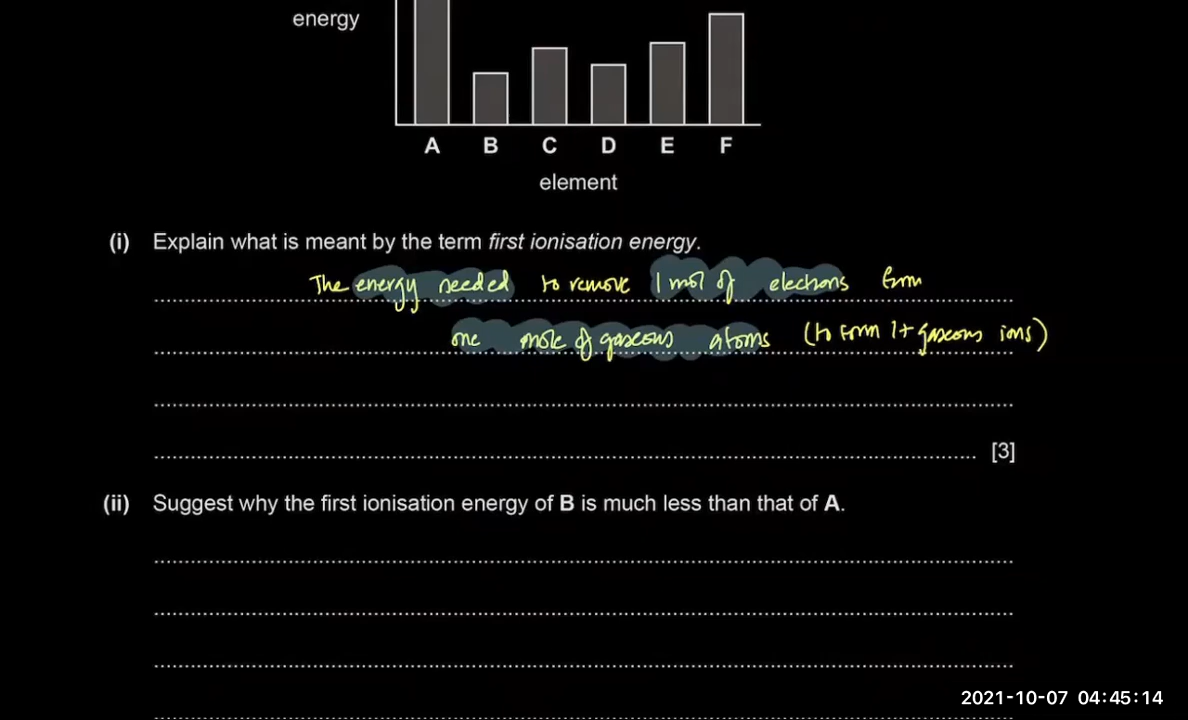 energy
A B C D E F
element
(i) Explain what is meant by the term first ionisation energy.
The energy needed to remove 1 mol of electrons from
one mole of gaseous atoms (to form 1+ gaseous ions)
[3]
(ii) Suggest why the first ionisation energy of B is much less than that of A.
2021-10-07 04:45:14